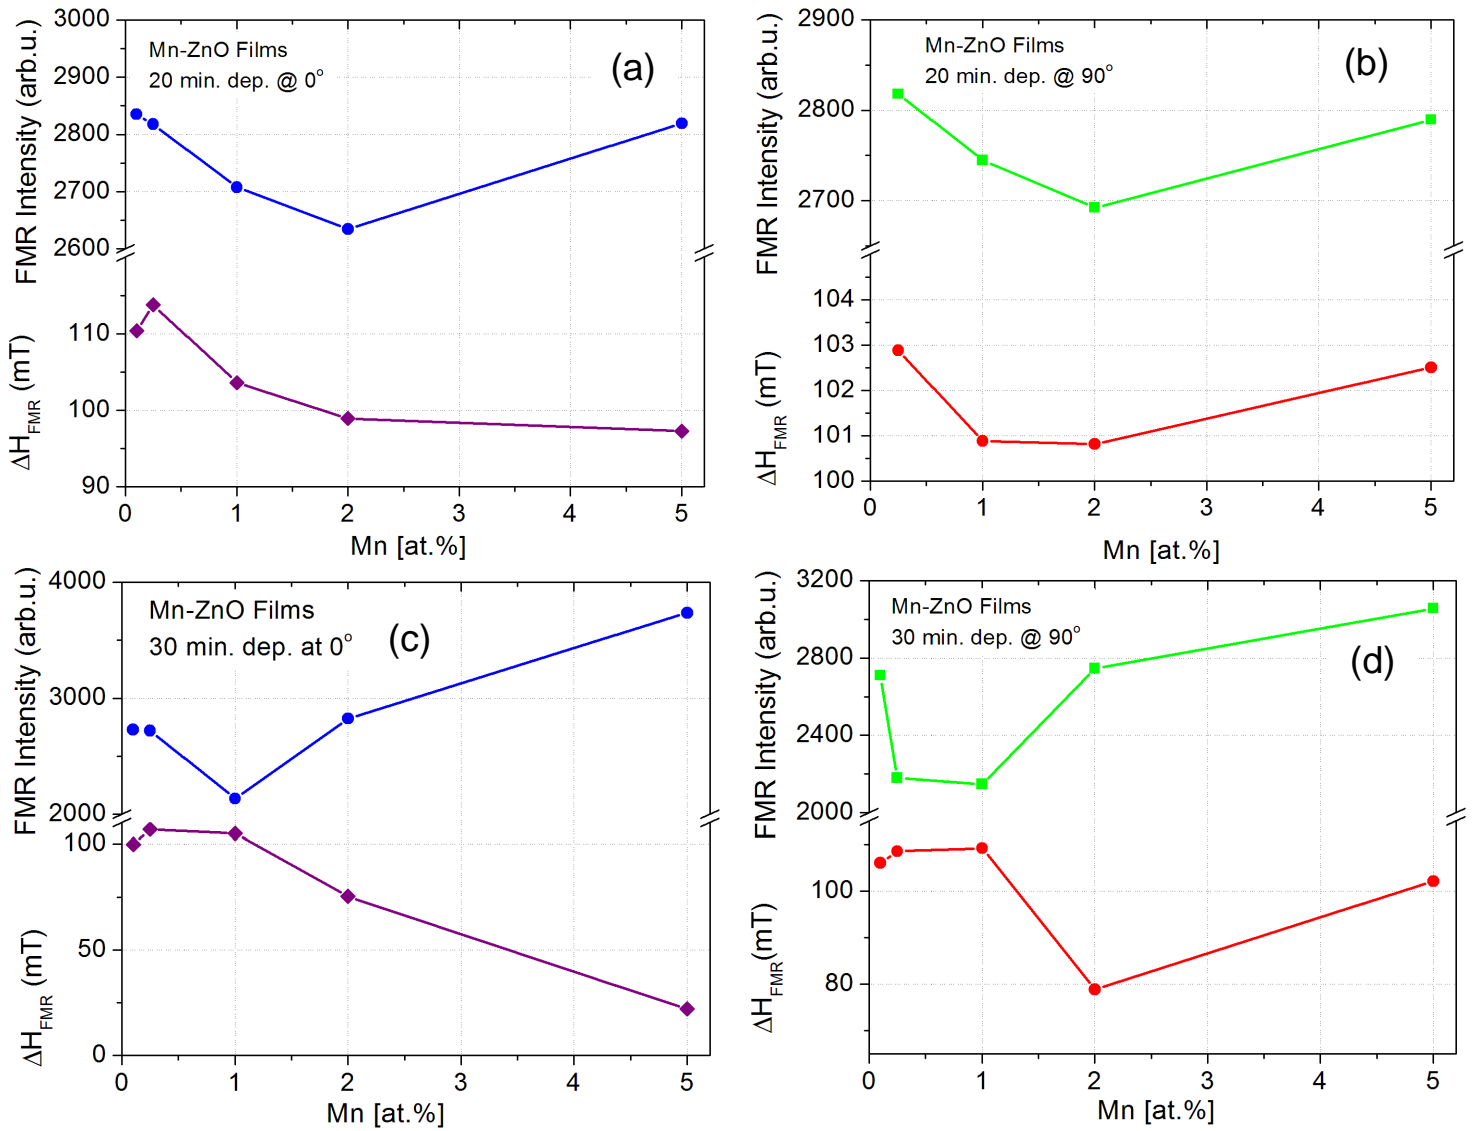 Mn-ZnO Films
20 min. dep. @ 0°
(a)
FMR Intensity (arb.u.)
3000
2900
2800
2700
2600
ΔH_FMR (mT)
110
100
90
0 1 2 3 4 5
Mn [at.%]
Mn-ZnO Films
20 min. dep. @ 90°
(b)
FMR Intensity (arb.u.)
2900
2800
2700
ΔH_FMR (mT)
104
103
102
101
100
0 1 2 3 4 5
Mn [at.%]
Mn-ZnO Films
30 min. dep. at 0°
(c)
FMR Intensity (arb.u.)
4000
3000
2000
ΔH_FMR (mT)
100
50
0
0 1 2 3 4 5
Mn [at.%]
Mn-ZnO Films
30 min. dep. @ 90°
(d)
FMR Intensity (arb.u.)
3200
2800
2400
2000
ΔH_FMR(mT)
100
80
0 1 2 3 4 5
Mn [at.%]